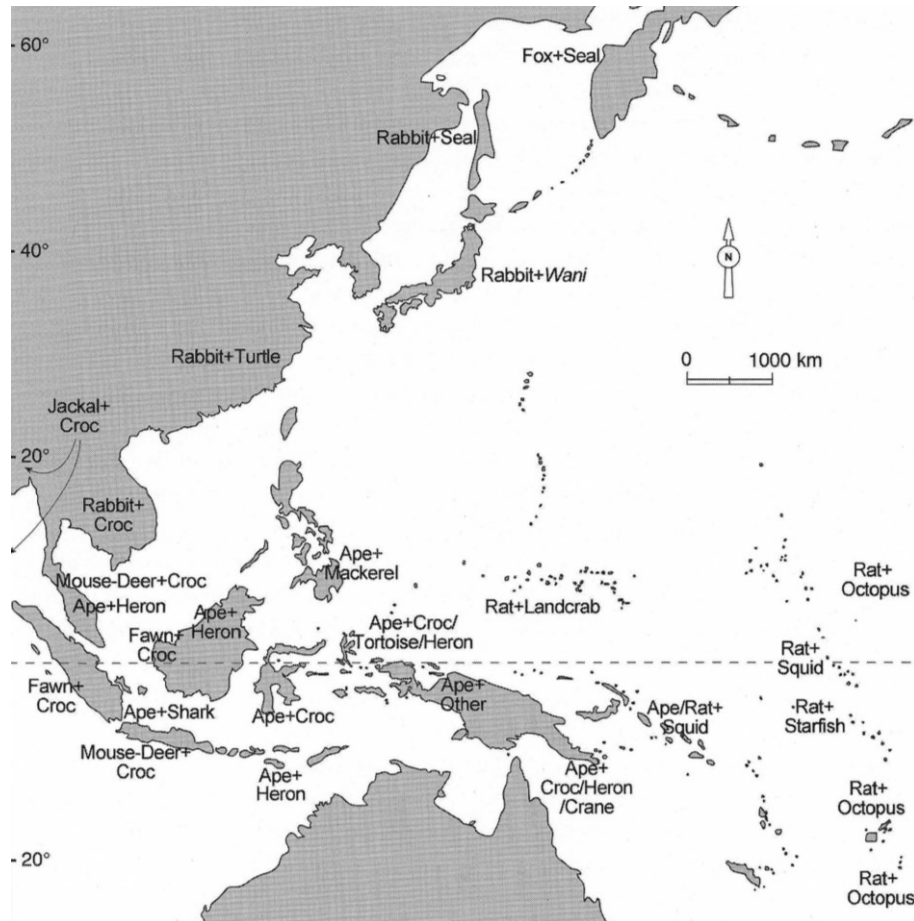 60°
Fox+Seal
Rabbit+Seal
40°
N
Rabbit+Wani
Rabbit+Turtle
0 1000 km
Jackal+
Croc
20°
Rabbit+
Croc
Ape+
Mackerel
Mouse-Deer+Croc
Ape+Heron
Ape+
Heron
Rat+Landcrab
Rat+
Octopus
Fawn+
Croc
Ape+Croc/
Tortoise/Heron
Rat+
Squid
Fawn+
Croc
Ape+Shark
Ape+Croc
Ape+
Other
Ape/Rat+
Squid
Rat+
Starfish
Mouse-Deer+
Croc
Ape+
Heron
Ape+
Croc/Heron
/Crane
Rat+
Octopus
20°
Rat+
Octopus